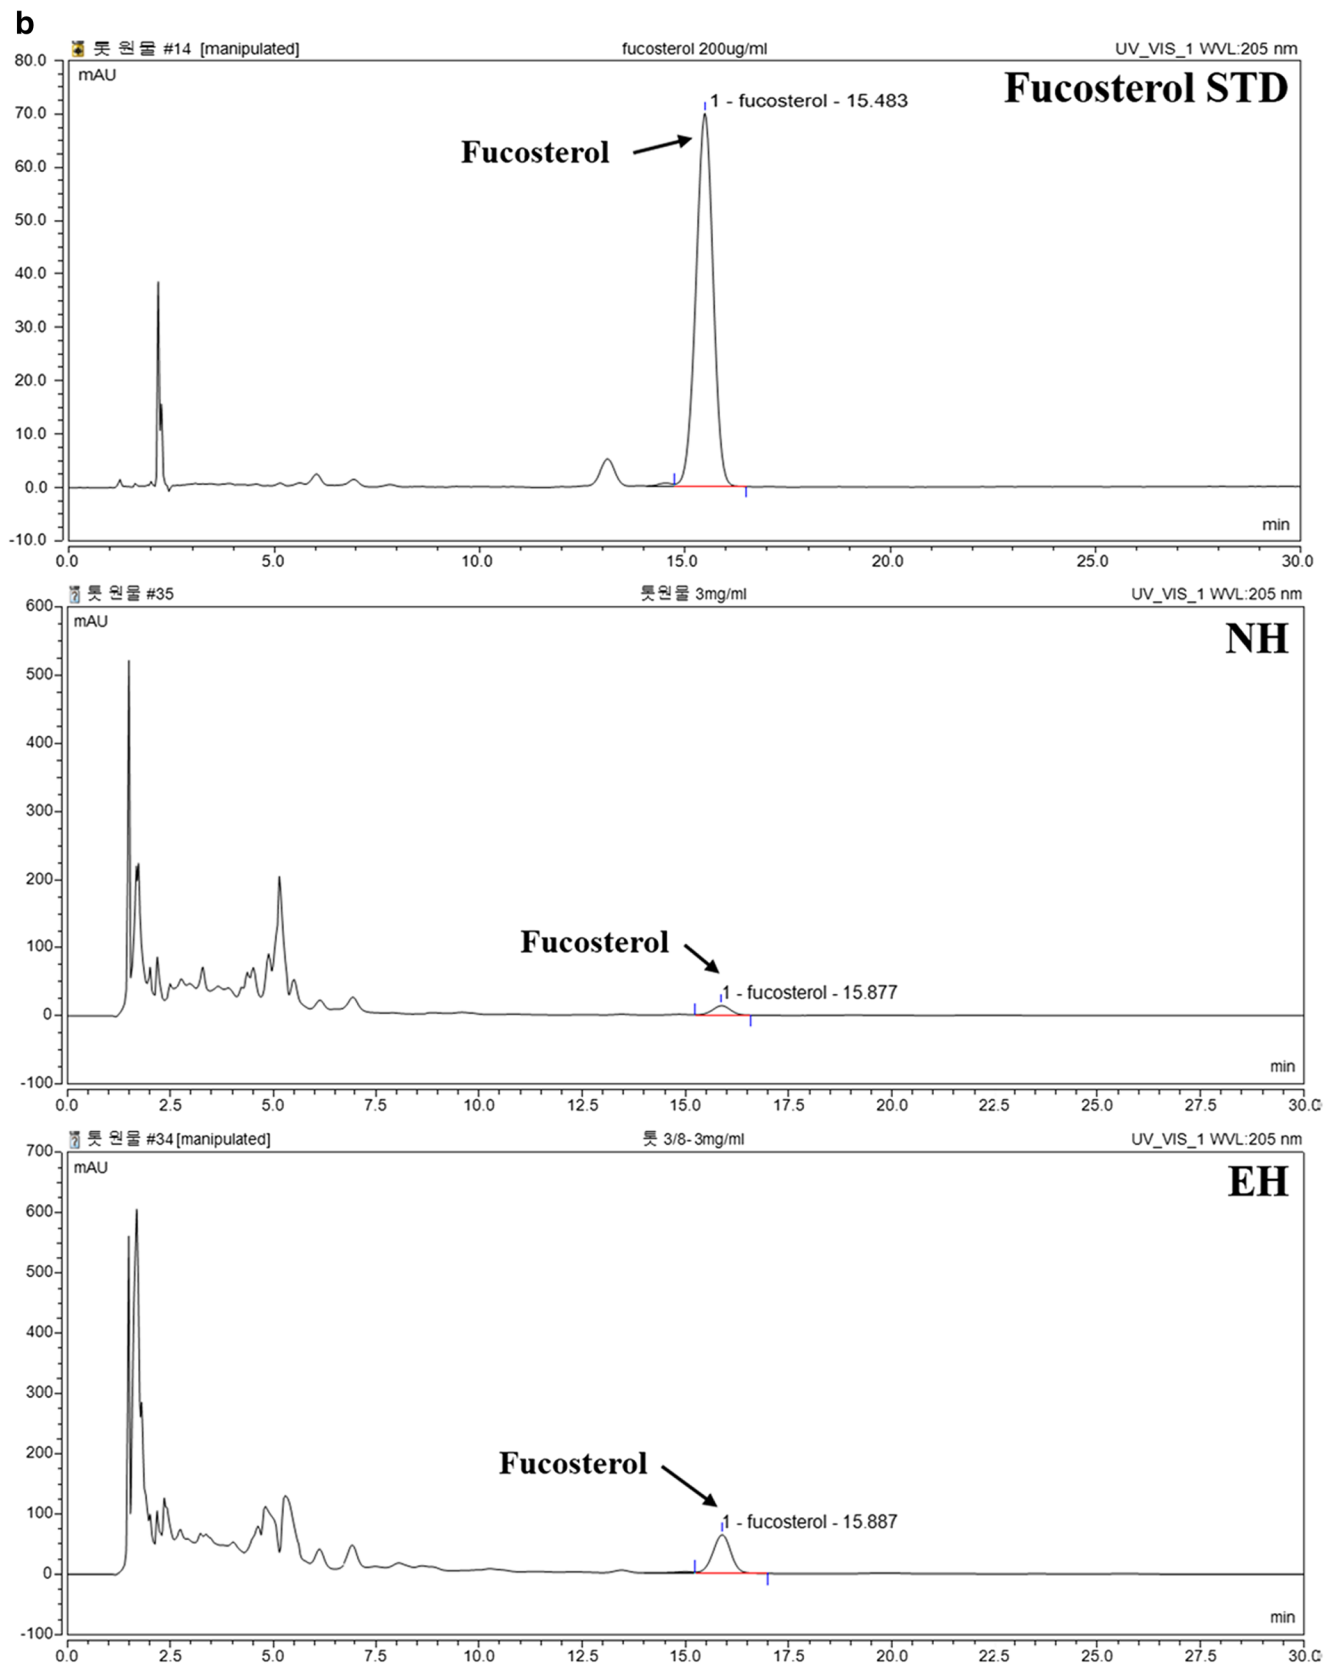 b
톳 원물 #14 [manipulated] fucosterol 200ug/ml UV_VIS_1 WVL:205 nm
80.0
mAU
Fucosterol STD
1 - fucosterol - 15.483
70.0
Fucosterol
60.0
50.0
40.0
30.0
20.0
10.0
0.0
min
-10.0
0.0 5.0 10.0 15.0 20.0 25.0 30.0
톳 원물 #35 톳원물 3mg/ml UV_VIS_1 WVL:205 nm
600
mAU
NH
500
400
300
200
100
Fucosterol
1 - fucosterol - 15.877
0
min
-100
0.0 2.5 5.0 7.5 10.0 12.5 15.0 17.5 20.0 22.5 25.0 27.5 30.0
톳 원물 #34 [manipulated] 톳 3/8-3mg/ml UV_VIS_1 WVL:205 nm
700
mAU
EH
600
500
400
300
200
Fucosterol
100
1 - fucosterol - 15.887
0
min
-100
0.0 2.5 5.0 7.5 10.0 12.5 15.0 17.5 20.0 22.5 25.0 27.5 30.0